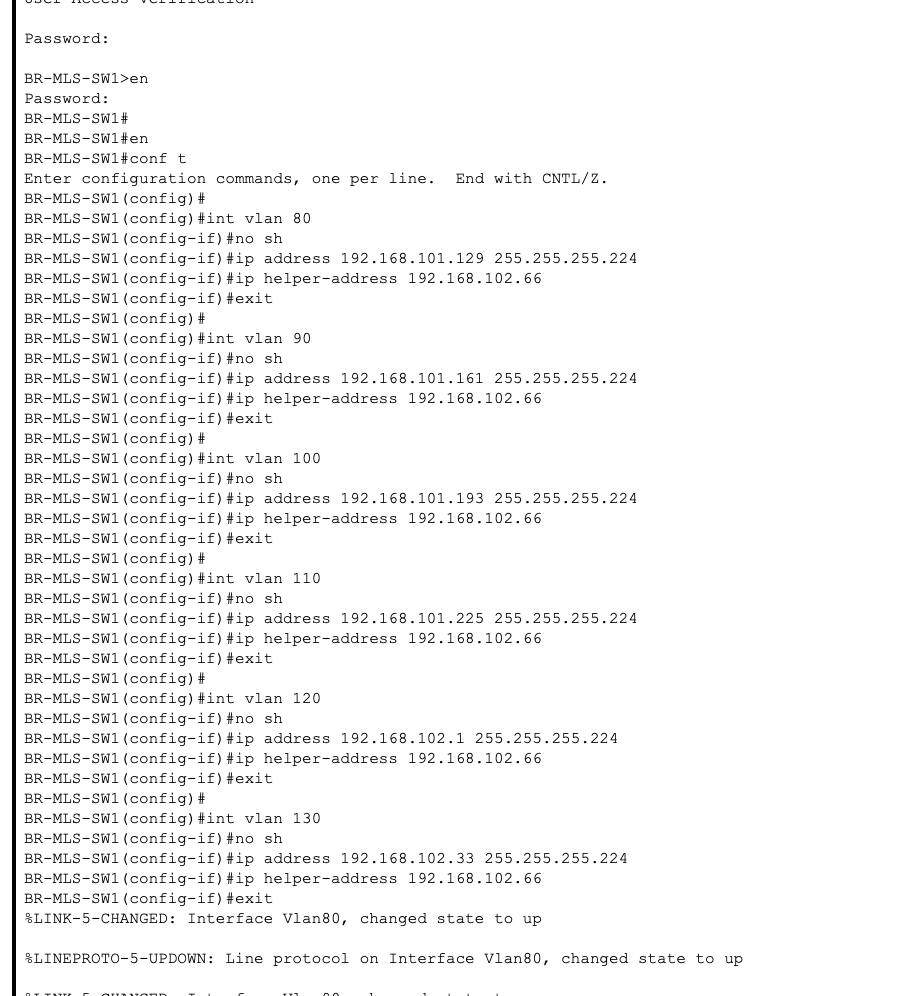 User Access Verification
Password:
BR-MLS-SW1>en
Password:
BR-MLS-SW1#
BR-MLS-SW1#en
BR-MLS-SW1#conf t
Enter configuration commands, one per line.  End with CNTL/Z.
BR-MLS-SW1(config)#
BR-MLS-SW1(config)#int vlan 80
BR-MLS-SW1(config-if)#no sh
BR-MLS-SW1(config-if)#ip address 192.168.101.129 255.255.255.224
BR-MLS-SW1(config-if)#ip helper-address 192.168.102.66
BR-MLS-SW1(config-if)#exit
BR-MLS-SW1(config)#
BR-MLS-SW1(config)#int vlan 90
BR-MLS-SW1(config-if)#no sh
BR-MLS-SW1(config-if)#ip address 192.168.101.161 255.255.255.224
BR-MLS-SW1(config-if)#ip helper-address 192.168.102.66
BR-MLS-SW1(config-if)#exit
BR-MLS-SW1(config)#
BR-MLS-SW1(config)#int vlan 100
BR-MLS-SW1(config-if)#no sh
BR-MLS-SW1(config-if)#ip address 192.168.101.193 255.255.255.224
BR-MLS-SW1(config-if)#ip helper-address 192.168.102.66
BR-MLS-SW1(config-if)#exit
BR-MLS-SW1(config)#
BR-MLS-SW1(config)#int vlan 110
BR-MLS-SW1(config-if)#no sh
BR-MLS-SW1(config-if)#ip address 192.168.101.225 255.255.255.224
BR-MLS-SW1(config-if)#ip helper-address 192.168.102.66
BR-MLS-SW1(config-if)#exit
BR-MLS-SW1(config)#
BR-MLS-SW1(config)#int vlan 120
BR-MLS-SW1(config-if)#no sh
BR-MLS-SW1(config-if)#ip address 192.168.102.1 255.255.255.224
BR-MLS-SW1(config-if)#ip helper-address 192.168.102.66
BR-MLS-SW1(config-if)#exit
BR-MLS-SW1(config)#
BR-MLS-SW1(config)#int vlan 130
BR-MLS-SW1(config-if)#no sh
BR-MLS-SW1(config-if)#ip address 192.168.102.33 255.255.255.224
BR-MLS-SW1(config-if)#ip helper-address 192.168.102.66
BR-MLS-SW1(config-if)#exit
%LINK-5-CHANGED: Interface Vlan80, changed state to up
%LINEPROTO-5-UPDOWN: Line protocol on Interface Vlan80, changed state to up